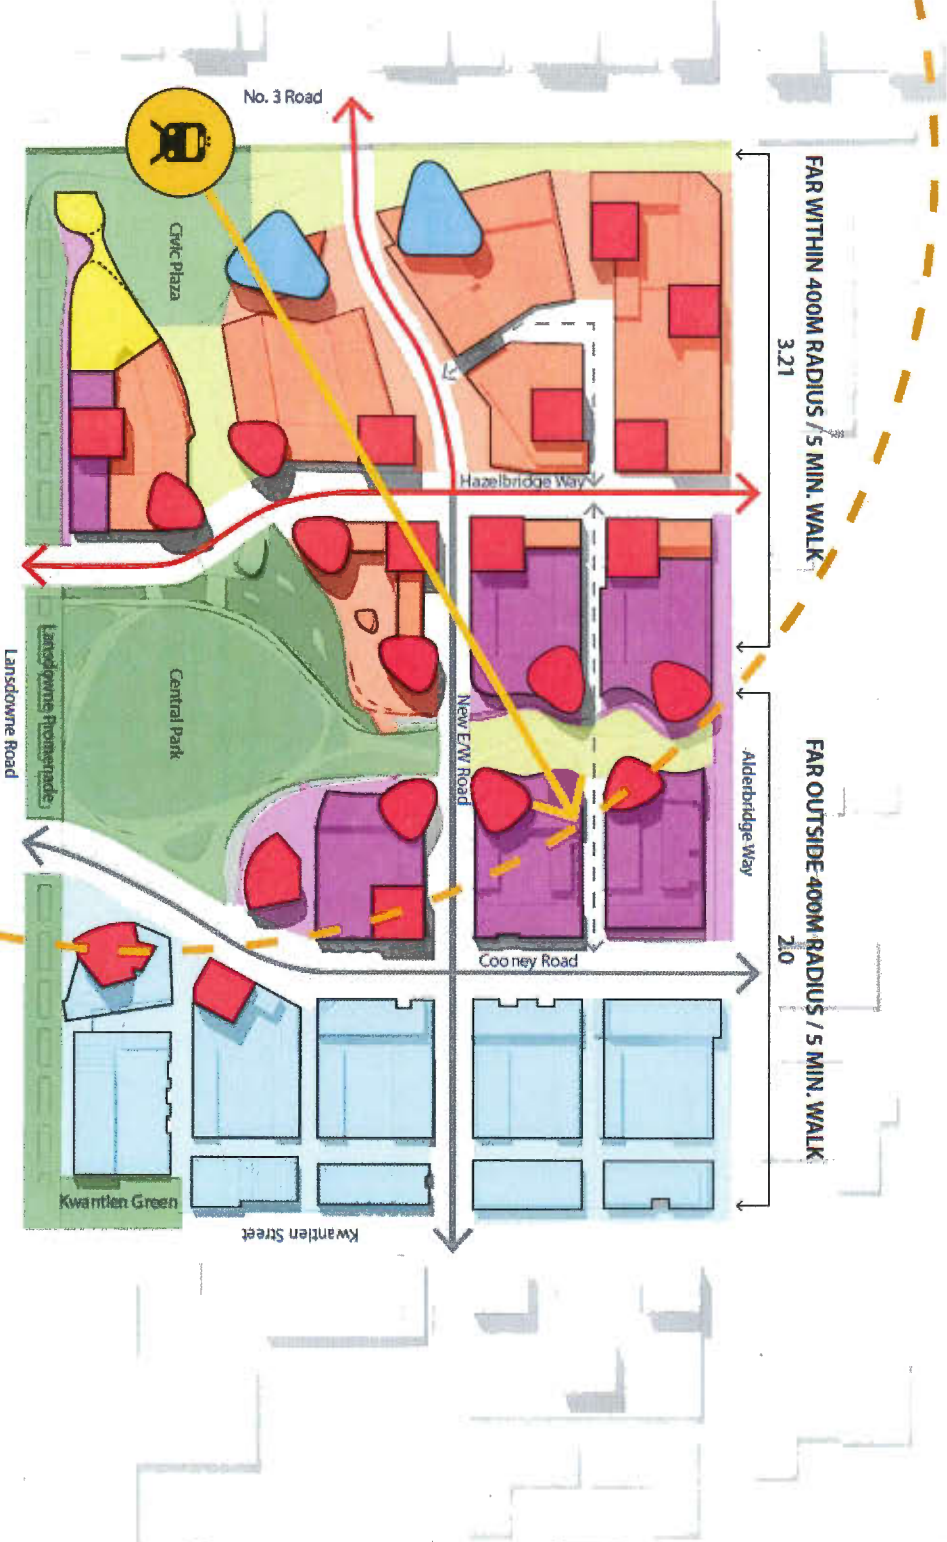 No. 3 Road
FAR WITHIN 400M RADIUS / 5 MIN. WALK
3.21
Civic Plaza
Hazelbridge Way
Lansdowne Promenade
Lansdowne Road
Central Park
New E/W Road
Alderbridge Way
FAR OUTSIDE 400M RADIUS / 5 MIN. WALK
2.0
Cooney Road
Kwantlen Green
Kwantlen Street